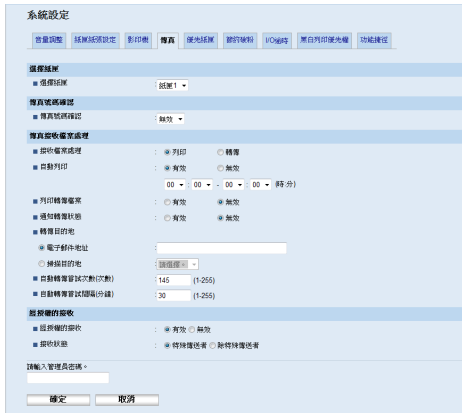 系統設定
音量調整 紙匣紙張設定 影印機 傳真 優先紙匣 節約碳粉 I/O逾時 黑白列印優先權 功能捷徑
選擇紙匣
■ 選擇紙匣 : 紙匣1
傳真號碼確認
■ 傳真號碼確認 : 無效
傳真接收檔案處理
■ 接收檔案處理 : 列印 轉傳
■ 自動列印 : 有效 無效
00 : 00 - 00 : 00 (時:分)
■ 列印轉傳檔案 : 有效 無效
■ 通知轉傳狀態 : 有效 無效
■ 轉傳目的地
電子郵件地址 :
掃描目的地 : 請選擇。
■ 自動轉傳嘗試次數(次數) : 145 (1-255)
■ 自動轉傳嘗試間隔(分鐘) : 30 (1-255)
經授權的接收
■ 經授權的接收 : 有效 無效
■ 接收狀態 : 特殊傳送者 除特殊傳送者
請輸入管理員密碼。
確定 取消